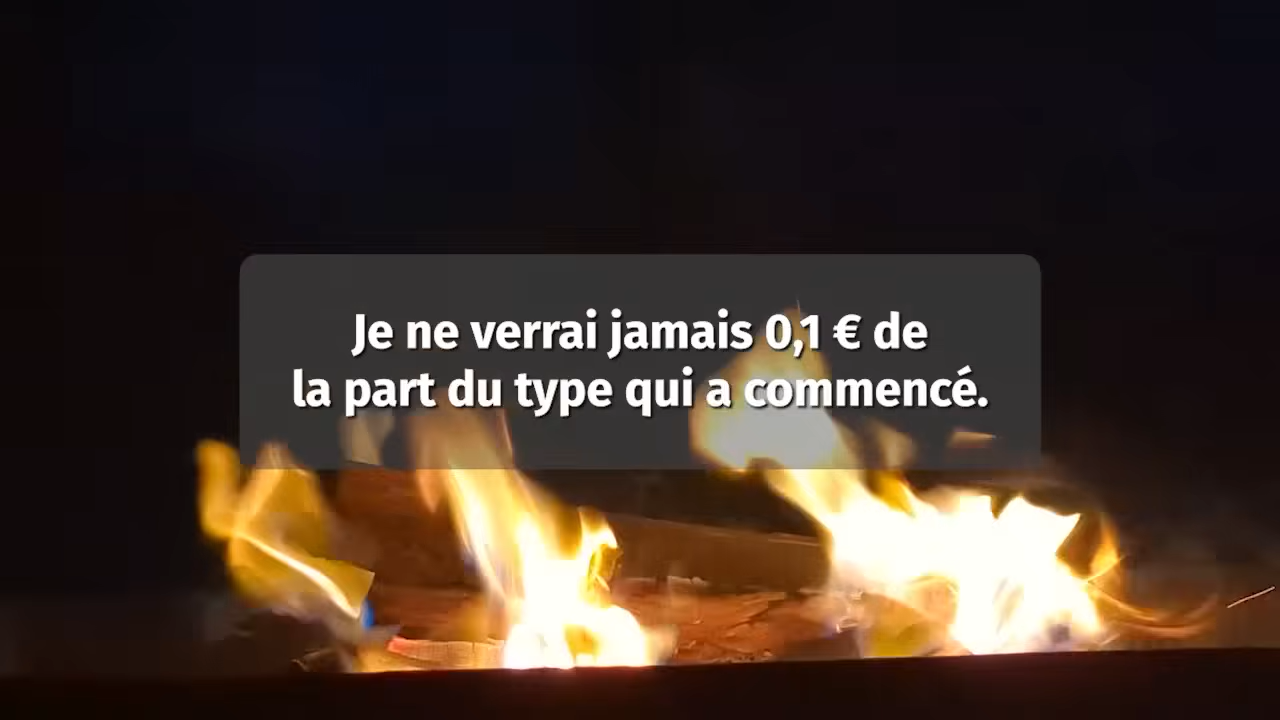 Je ne verrai jamais 0,1 € de
la part du type qui a commencé.